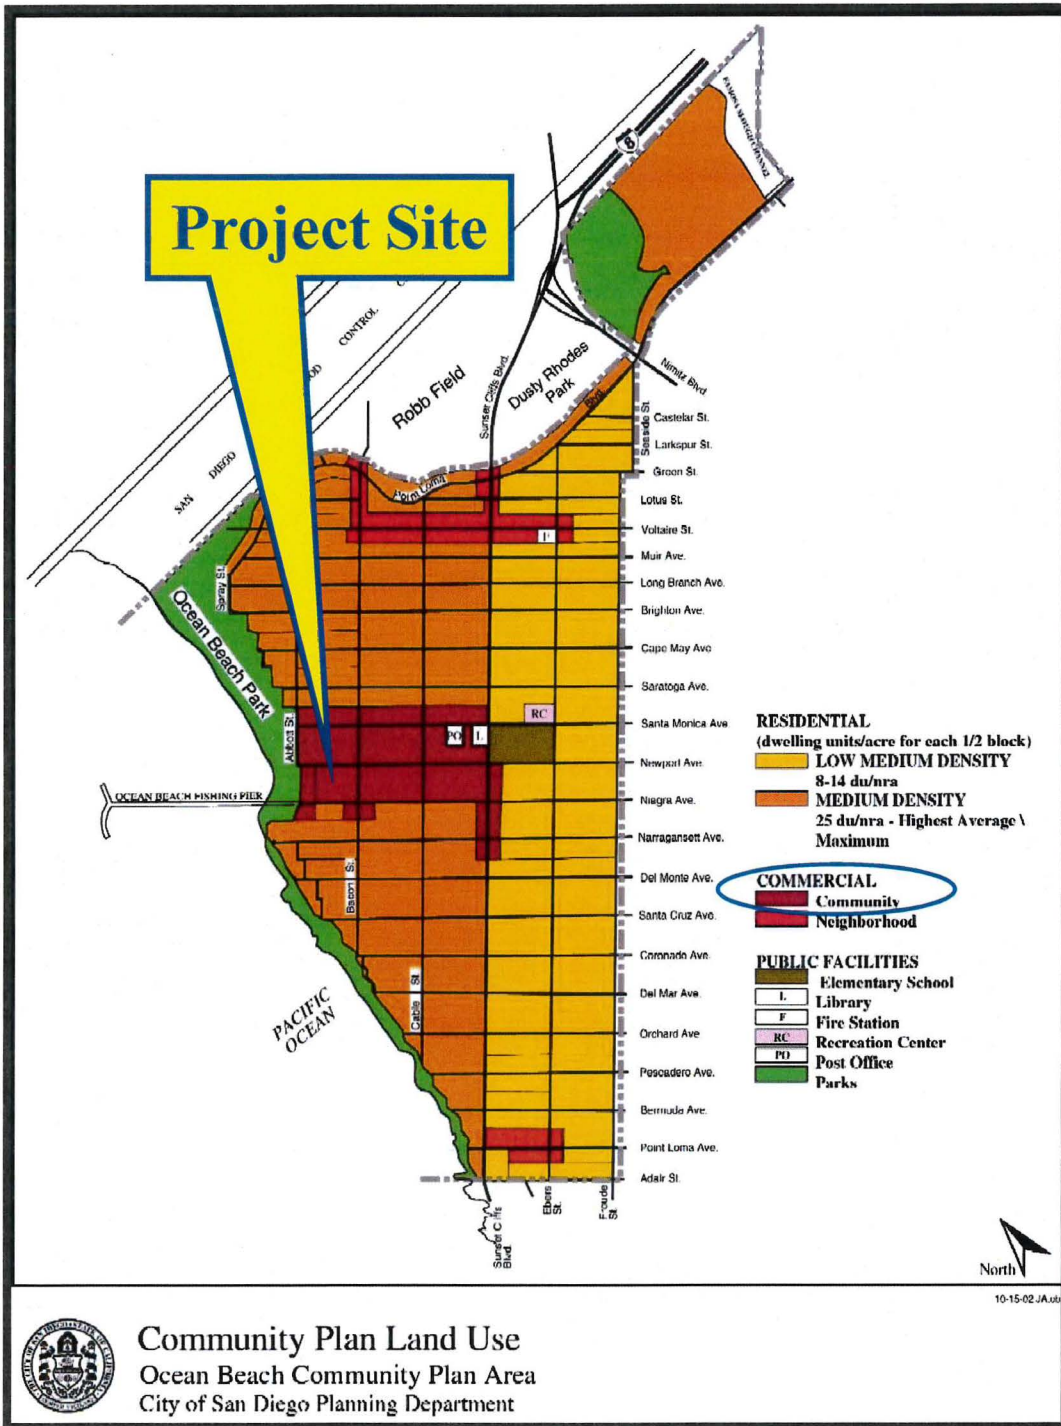 Project Site
8
FAMOSA SLOUGH CHANNEL
SAN DIEGO
CONTROL
Robb Field
Sunset Cliffs Blvd.
Dusty Rhodes
Park
Nimitz Blvd
Blvd.
Point Loma
Seaside St.
Castelar St.
Larkspur St.
Green St.
Lotus St.
Voltaire St.
F
Muir Ave.
Long Branch Ave.
Brighton Ave.
Cape May Ave
Saratoga Ave.
Santa Monica Ave
Newport Ave.
Niagra Ave.
Narragansett Ave.
Del Monte Ave.
Santa Cruz Ave.
Coronado Ave.
Del Mar Ave.
Orchard Ave
Pescadero Ave.
Bermuda Ave.
Point Loma Ave.
Adair St.
Spray St.
Ocean Beach Park
Abbott St.
RC
PO
L
OCEAN BEACH FISHING PIER
Bacon St.
Cable St.
PACIFIC
OCEAN
Sunset Cliffs
Blvd.
Ebers
St.
Froude
St.
RESIDENTIAL
(dwelling units/acre for each 1/2 block)
LOW MEDIUM DENSITY
8-14 du/nra
MEDIUM DENSITY
25 du/nra - Highest Average \
Maximum
COMMERCIAL
Community
Neighborhood
PUBLIC FACILITIES
Elementary School
L Library
F Fire Station
RC Recreation Center
PO Post Office
Parks
North
10-15-02 JA.
Community Plan Land Use
Ocean Beach Community Plan Area
City of San Diego Planning Department